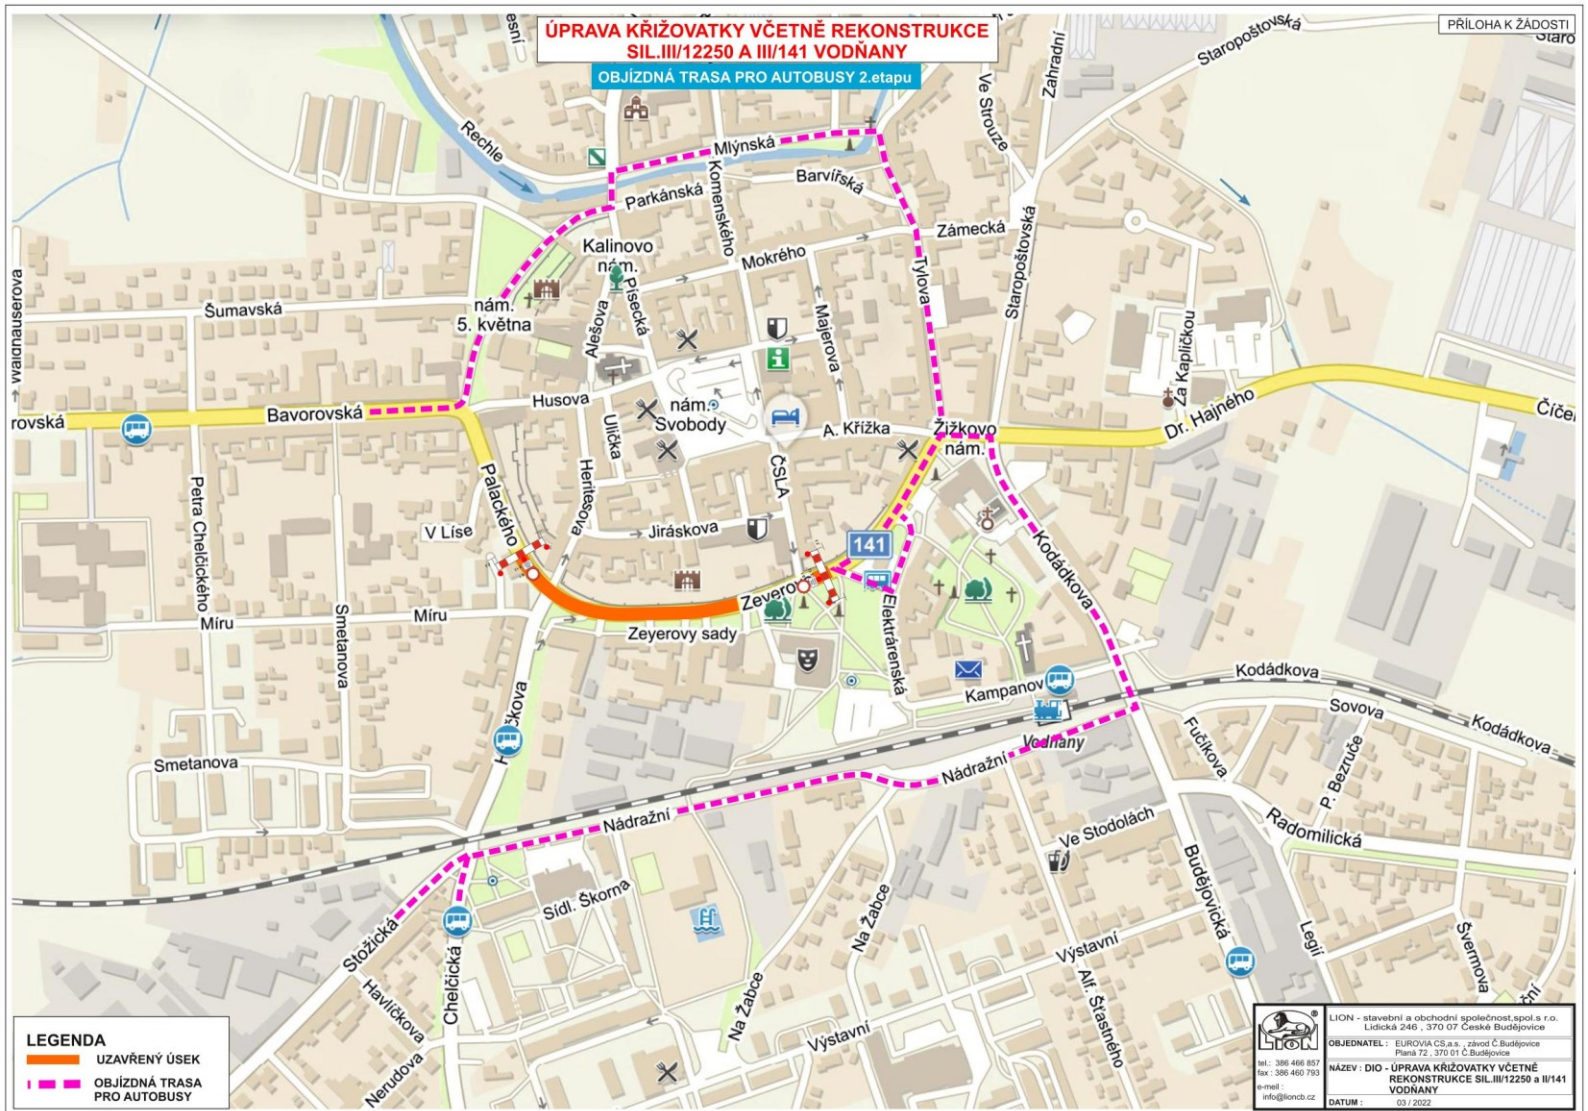 PŘÍLOHA K ŽÁDOSTI
ÚPRAVA KŘIŽOVATKY VČETNĚ REKONSTRUKCE
SIL.III/12250 A III/141 VODŇANY
OBJÍZDNÁ TRASA PRO AUTOBUSY 2.etapu
Staropoštovská
Zahradní
Ve Strouze
Rechle
Mlýnská
Barvířská
Parkánská
Komenského
Zámecká
Staropoštovská
Kalinovo
nám.
Mokrého
Tylova
Písecká
Alešova
Majerova
Šumavská
nám.
5. května
Za Kapličkou
Dr. Hajného
Bavorovská
rovská
Husova
nám.
Svobody
A. Křížka
Žižkovo
nám.
Ulička
Heritesova
ČSLA
Palackého
V Líse
Jiráskova
141
Kodádkova
Petra Chelčického
Míru
Míru
Smetanova
Zeyerovy sady
Elektrárenská
Kampanov
Kodádkova
Sovova
Kodádkova
Vodňany
Nádražní
Fučíkova
P. Bezruče
Smetanova
Nádražní
Ve Stodolách
Radomilická
Budějovická
Sídl. Škorna
Na Žabce
Stožická
Výstavní
Legií
Švermova
Chelčická
Havlíčkova
Na Žabce
Alf. Šťastného
Výstavní
Nerudova
LEGENDA
UZAVŘENÝ ÚSEK
OBJÍZDNÁ TRASA
PRO AUTOBUSY
LION
tel.: 386 466 857
fax : 386 460 793
e-meil :
info@lioncb.cz
LION - stavební a obchodní společnost,spol.s r.o.
Lidická 246 , 370 07 České Budějovice
OBJEDNATEL : EUROVIA CS,a.s. , závod Č.Budějovice
Planá 72 , 370 01 Č.Budějovice
NÁZEV : DIO - ÚPRAVA KŘIŽOVATKY VČETNĚ
REKONSTRUKCE SIL.III/12250 a II/141
VODŇANY
DATUM : 03 / 2022